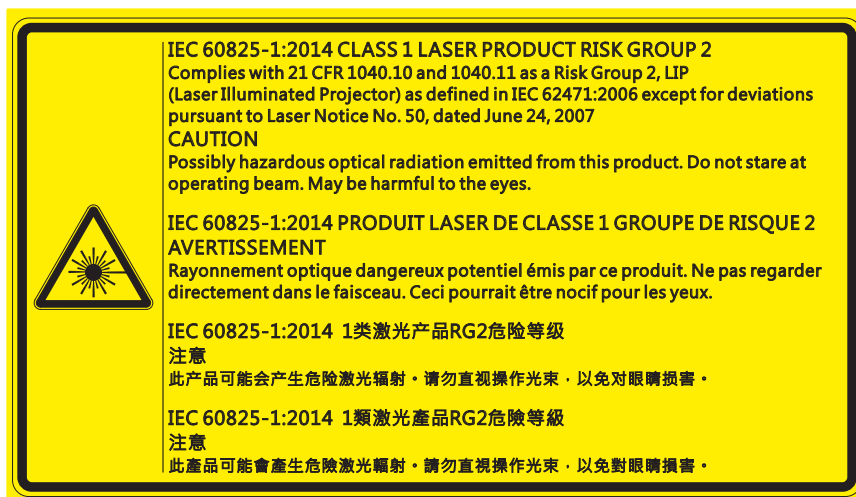 IEC 60825-1:2014 CLASS 1 LASER PRODUCT RISK GROUP 2
Complies with 21 CFR 1040.10 and 1040.11 as a Risk Group 2, LIP
(Laser Illuminated Projector) as defined in IEC 62471:2006 except for deviations
pursuant to Laser Notice No. 50, dated June 24, 2007
CAUTION
Possibly hazardous optical radiation emitted from this product. Do not stare at
operating beam. May be harmful to the eyes.
IEC 60825-1:2014 PRODUIT LASER DE CLASSE 1 GROUPE DE RISQUE 2
AVERTISSEMENT
Rayonnement optique dangereux potentiel émis par ce produit. Ne pas regarder
directement dans le faisceau. Ceci pourrait être nocif pour les yeux.
IEC 60825-1:2014 1类激光产品RG2危险等级
注意
此产品可能会产生危险激光辐射。请勿直视操作光束，以免对眼睛损害。
IEC 60825-1:2014 1類激光產品RG2危險等級
注意
此產品可能會產生危險激光輻射。請勿直視操作光束，以免對眼睛損害。